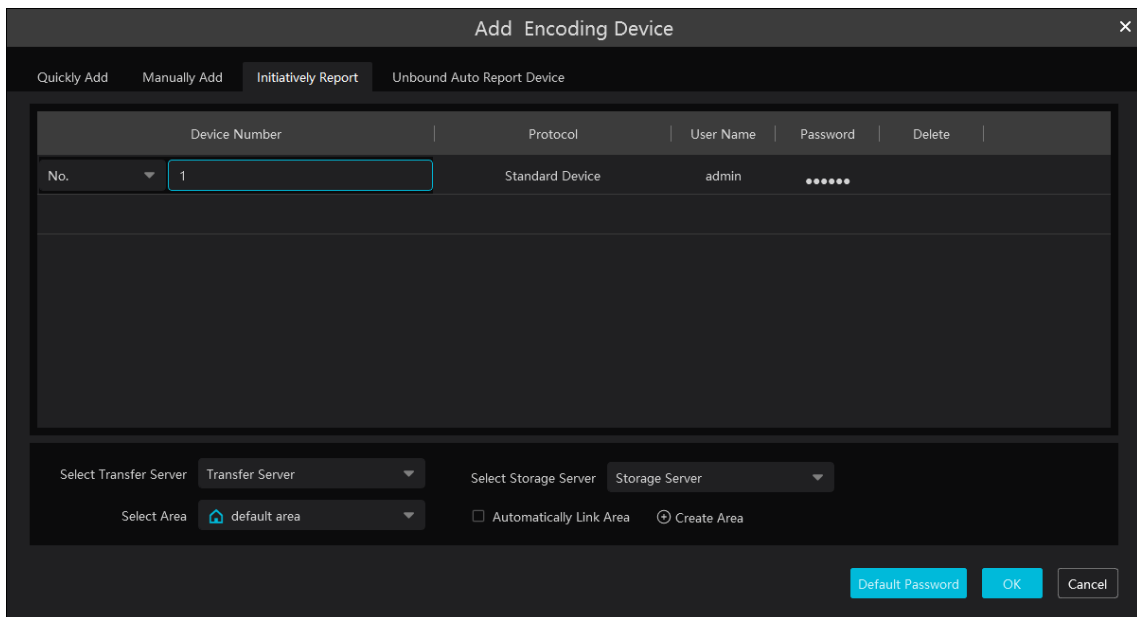 Add Encoding Device
Quickly Add Manually Add Initiatively Report Unbound Auto Report Device
Device Number Protocol User Name Password Delete
No. 1 Standard Device admin ●●●●●●
Select Transfer Server Transfer Server Select Storage Server Storage Server
Select Area default area Automatically Link Area Create Area
Default Password OK Cancel